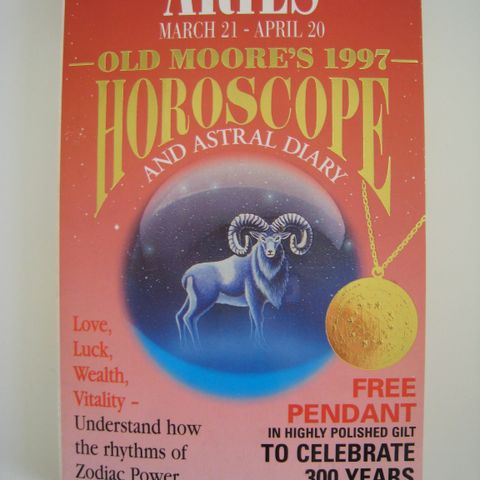 ARIES
MARCH 21 - APRIL 20
OLD MOORE'S 1997
HOROSCOPE
AND ASTRAL DIARY
Love,
Luck,
Wealth,
Vitality –
Understand how
the rhythms of
Zodiac Power
FREE
PENDANT
IN HIGHLY POLISHED GILT
TO CELEBRATE
300 YEARS